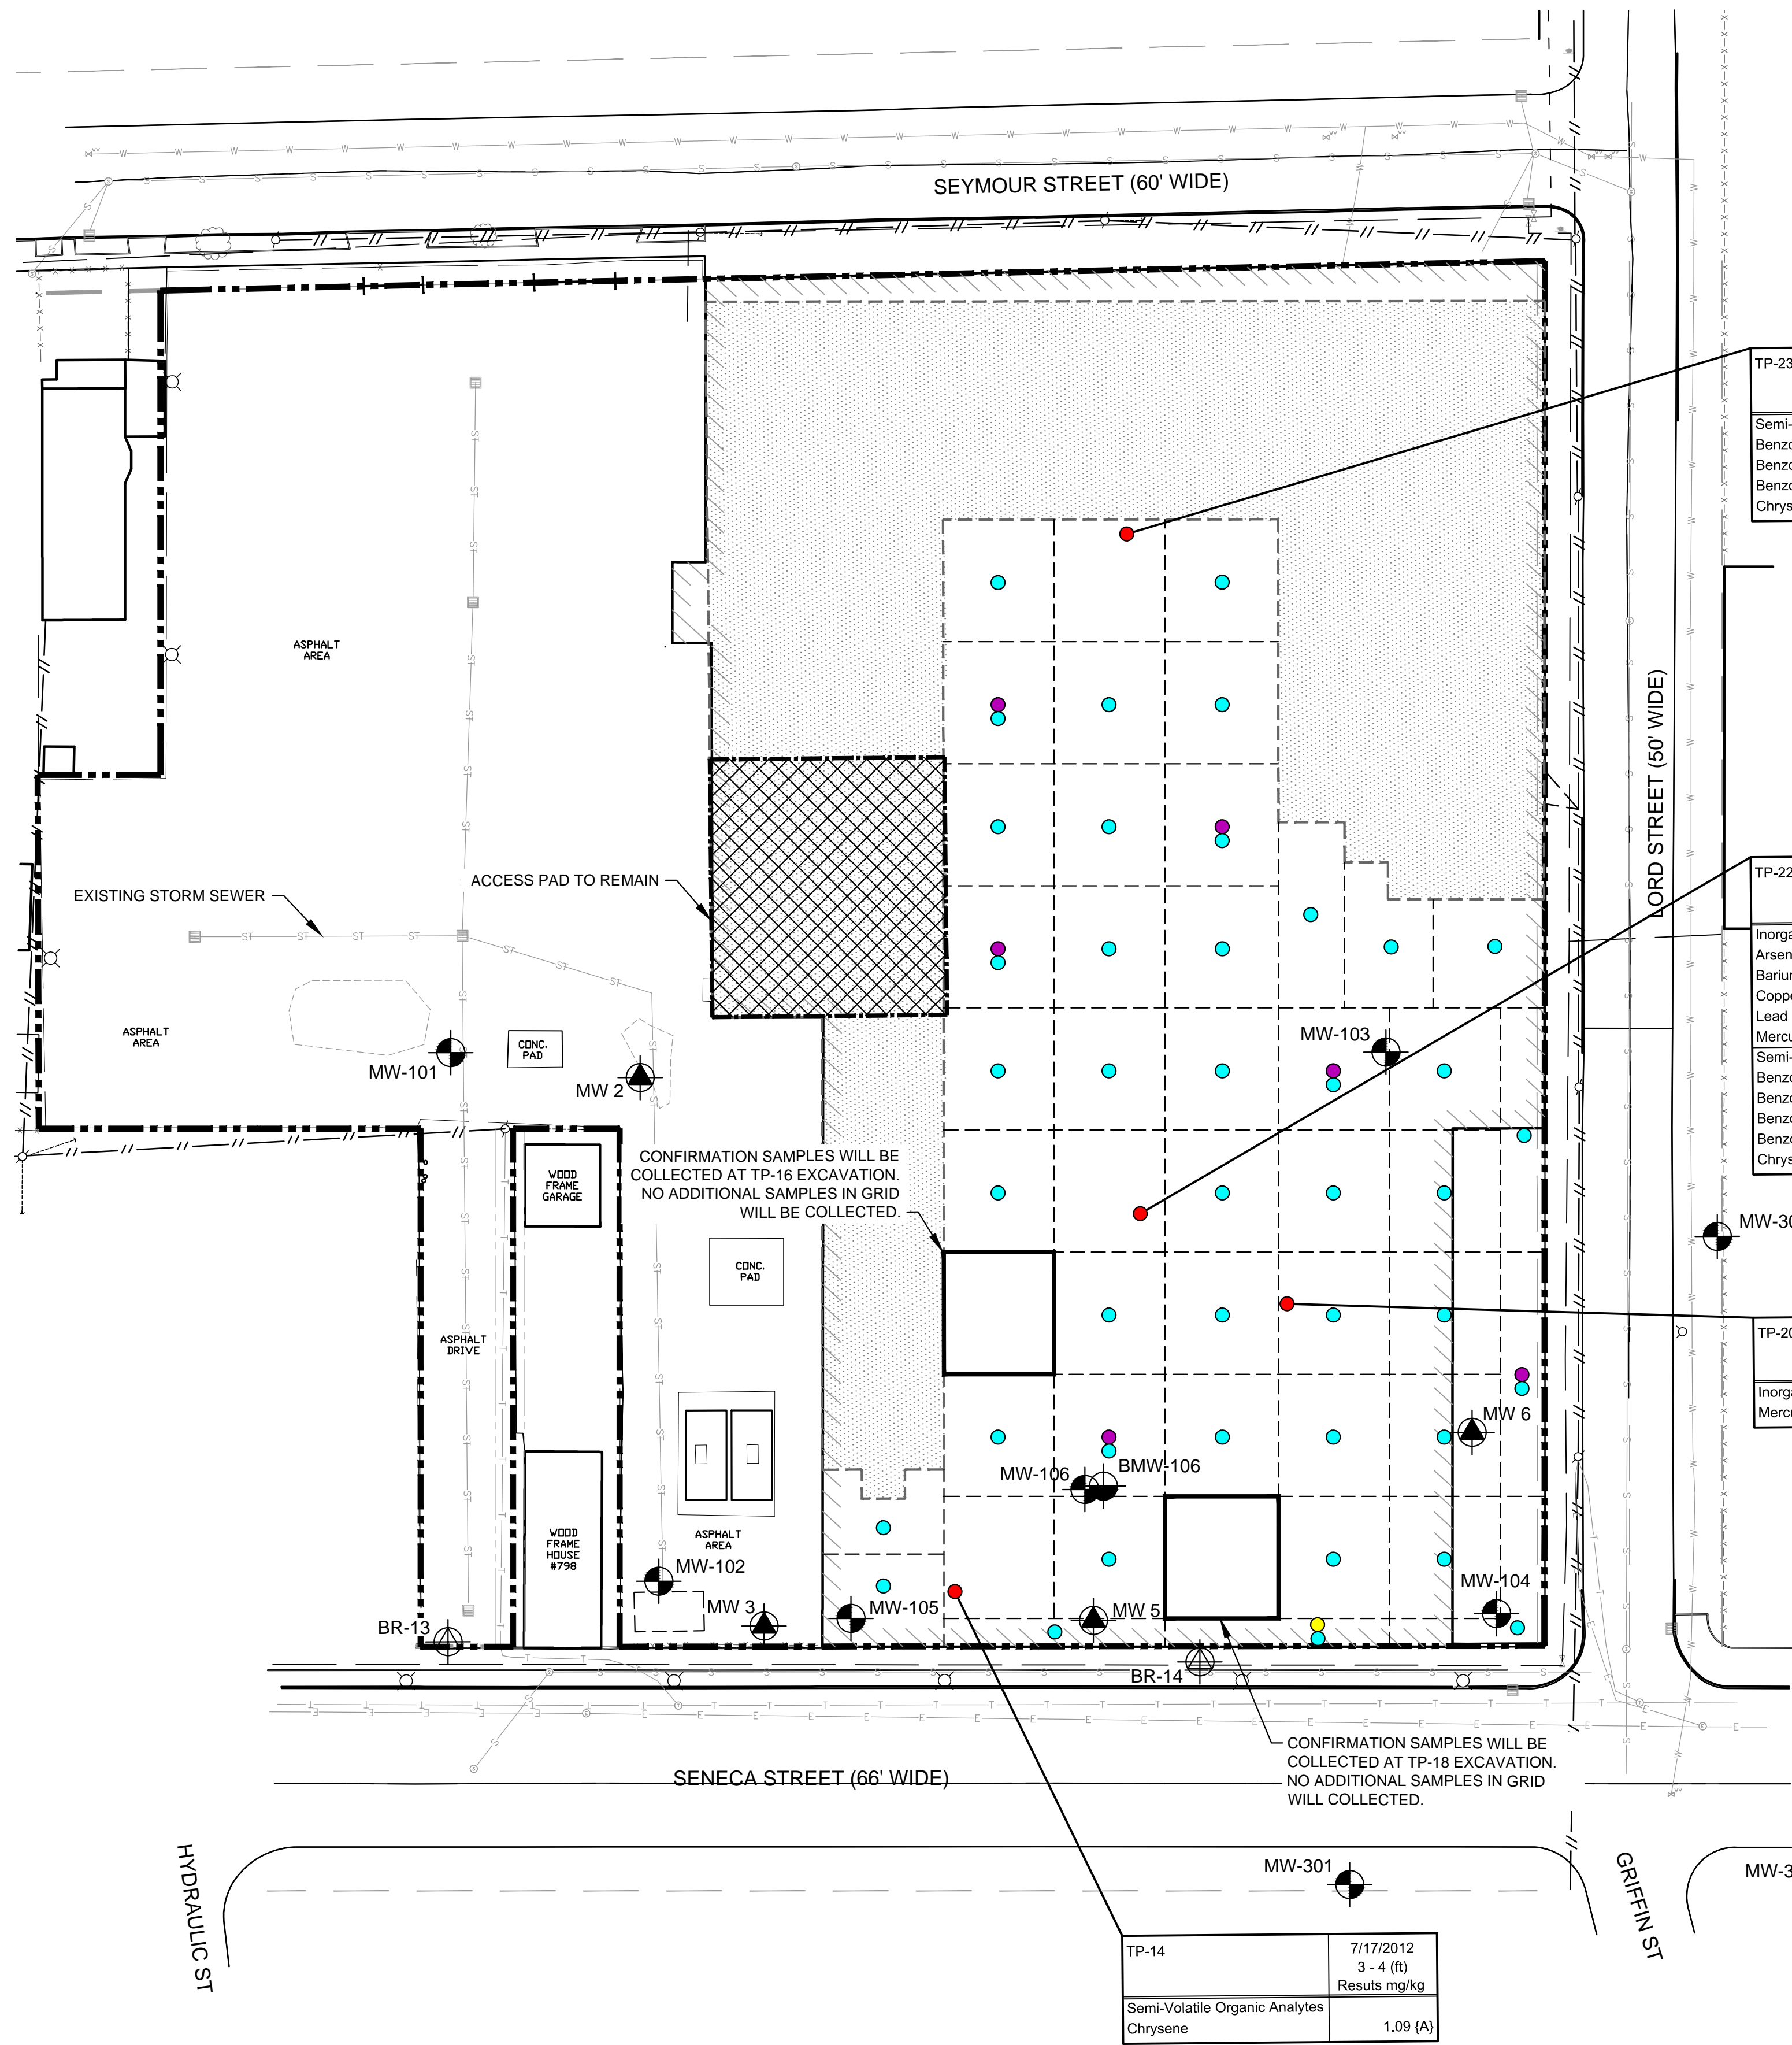 SEYMOUR STREET (60' WIDE)
TP-23
Semi-
Benzo
Benzo
Benzo
Chrys
ASPHALT
AREA
LORD STREET (50' WIDE)
ACCESS PAD TO REMAIN
EXISTING STORM SEWER
TP-22
Inorga
Arsen
Bariur
Coppe
Lead
Mercu
Semi-
Benzo
Benzo
Benzo
Benzo
Chrys
ASPHALT
AREA
MW-101
CONC.
PAD
MW 2
MW-103
CONFIRMATION SAMPLES WILL BE
COLLECTED AT TP-16 EXCAVATION.
NO ADDITIONAL SAMPLES IN GRID
WILL BE COLLECTED.
WOOD
FRAME
GARAGE
MW-30
CONC.
PAD
ASPHALT
DRIVE
TP-20
Inorga
Mercu
MW 6
MW-106
BMW-106
WOOD
FRAME
HOUSE
#798
ASPHALT
AREA
MW-102
MW 3
MW-105
MW 5
MW-104
BR-13
BR-14
CONFIRMATION SAMPLES WILL BE
COLLECTED AT TP-18 EXCAVATION.
NO ADDITIONAL SAMPLES IN GRID
WILL COLLECTED.
SENECA STREET (66' WIDE)
HYDRAULIC ST
MW-301
GRIFFIN ST
MW-3
TP-14
7/17/2012
3 - 4 (ft)
Resuts mg/kg
Semi-Volatile Organic Analytes
Chrysene 1.09 {A}